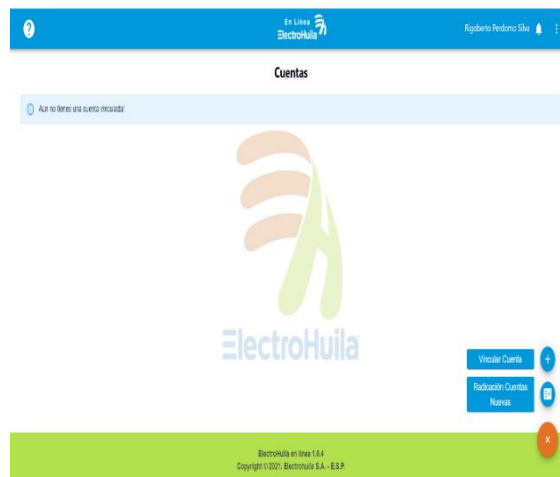 ?
En Línea
ElectroHuila
Rigoberto Perdomo Silva
Cuentas
Aún no tienes una cuenta vinculada!
ElectroHuila
Vincular Cuenta +
Radicación Cuentas
Nuevas
x
ElectroHuila en línea 1.0.4
Copyright © 2021. Electrohuila S.A. - E.S.P.